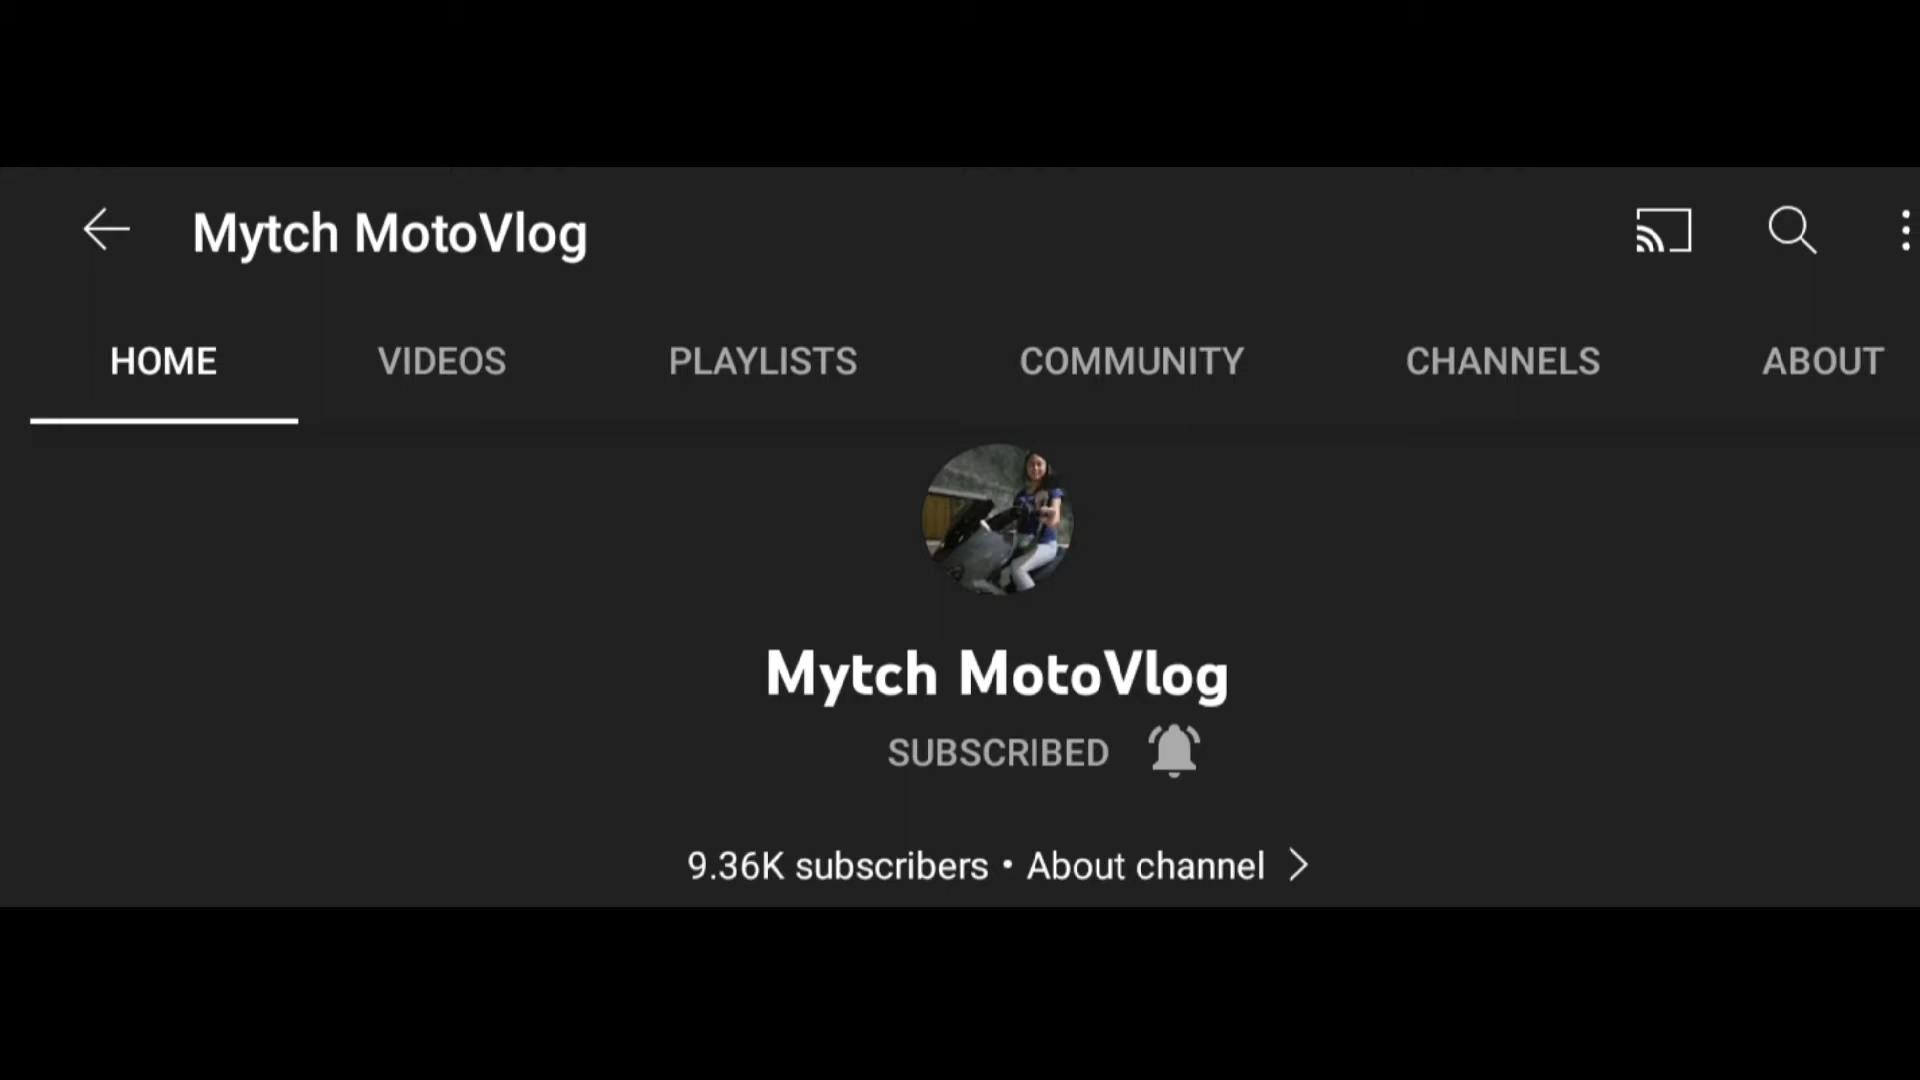 Mytch MotoVlog
HOME VIDEOS PLAYLISTS COMMUNITY CHANNELS ABOUT
Mytch MotoVlog
SUBSCRIBED
9.36K subscribers • About channel